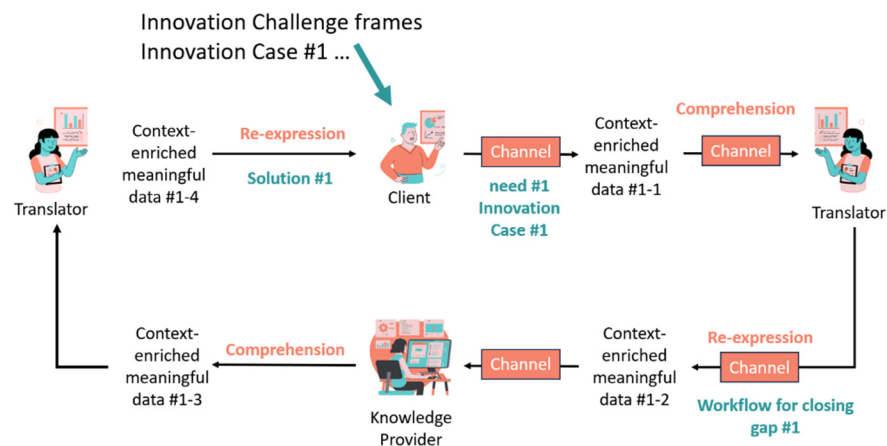 Innovation Challenge frames
Innovation Case #1 ...
Context-
enriched
meaningful
data #1-4
Translator
Re-expression
Solution #1
Client
Channel
need #1
Innovation
Case #1
Context-
enriched
meaningful
data #1-1
Comprehension
Channel
Translator
Context-
enriched
meaningful
data #1-3
Comprehension
Knowledge
Provider
Channel
Context-
enriched
meaningful
data #1-2
Re-expression
Channel
Workflow for closing
gap #1